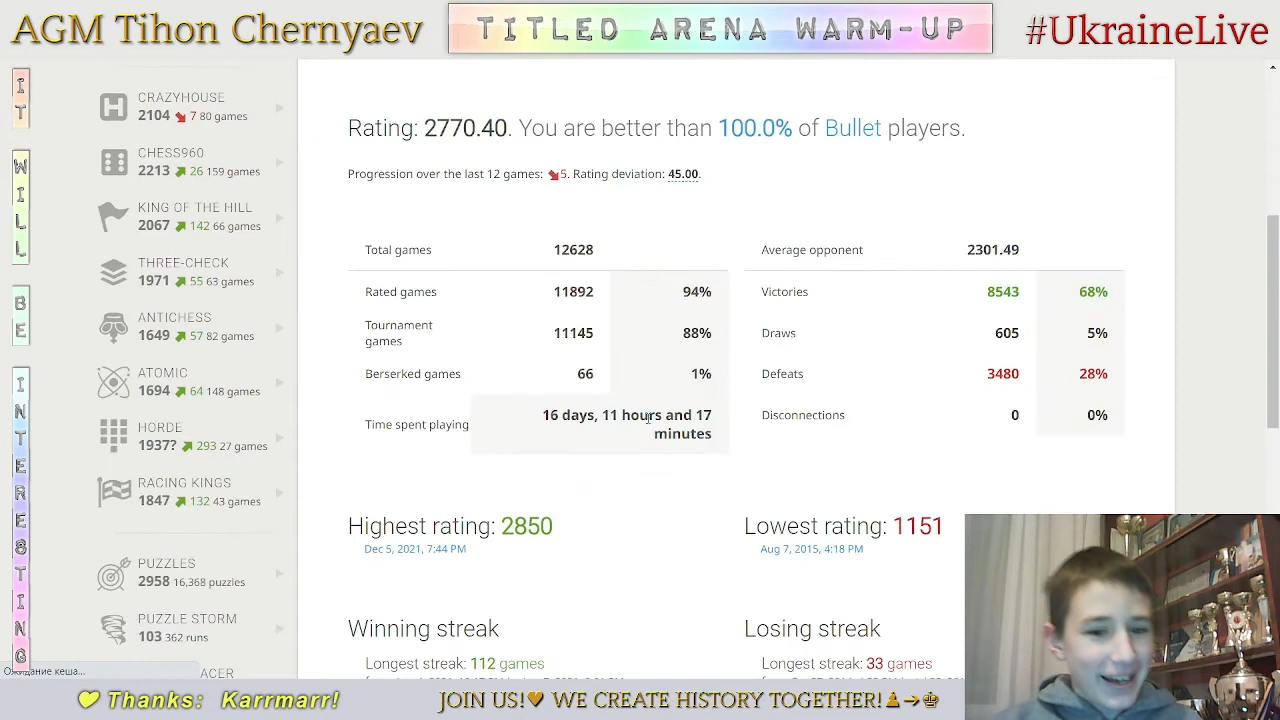 AGM Tihon Chernyaev
TITLED ARENA WARM-UP
#UkraineLive
IT
WILL
BE
INTERESTING
CRAZYHOUSE
2104 7 80 games
CHESS960
2213 26 159 games
KING OF THE HILL
2067 142 66 games
THREE-CHECK
1971 55 63 games
ANTICHESS
1649 57 82 games
ATOMIC
1694 64 148 games
HORDE
1937? 293 27 games
RACING KINGS
1847 132 43 games
PUZZLES
2958 16,368 puzzles
PUZZLE STORM
103 362 runs
ACER
Ожидание кеша...
Rating: 2770.40. You are better than 100.0% of Bullet players.
Progression over the last 12 games: 5. Rating deviation: 45.00.
Total games 12628
Rated games 11892 94%
Tournament
games 11145 88%
Berserked games 66 1%
Time spent playing 16 days, 11 hours and 17
minutes
Average opponent 2301.49
Victories 8543 68%
Draws 605 5%
Defeats 3480 28%
Disconnections 0 0%
Highest rating: 2850
Dec 5, 2021, 7:44 PM
Lowest rating: 1151
Aug 7, 2015, 4:18 PM
Winning streak
Longest streak: 112 games
Losing streak
Longest streak: 33 games
Thanks: Karrmarr!
JOIN US! WE CREATE HISTORY TOGETHER!